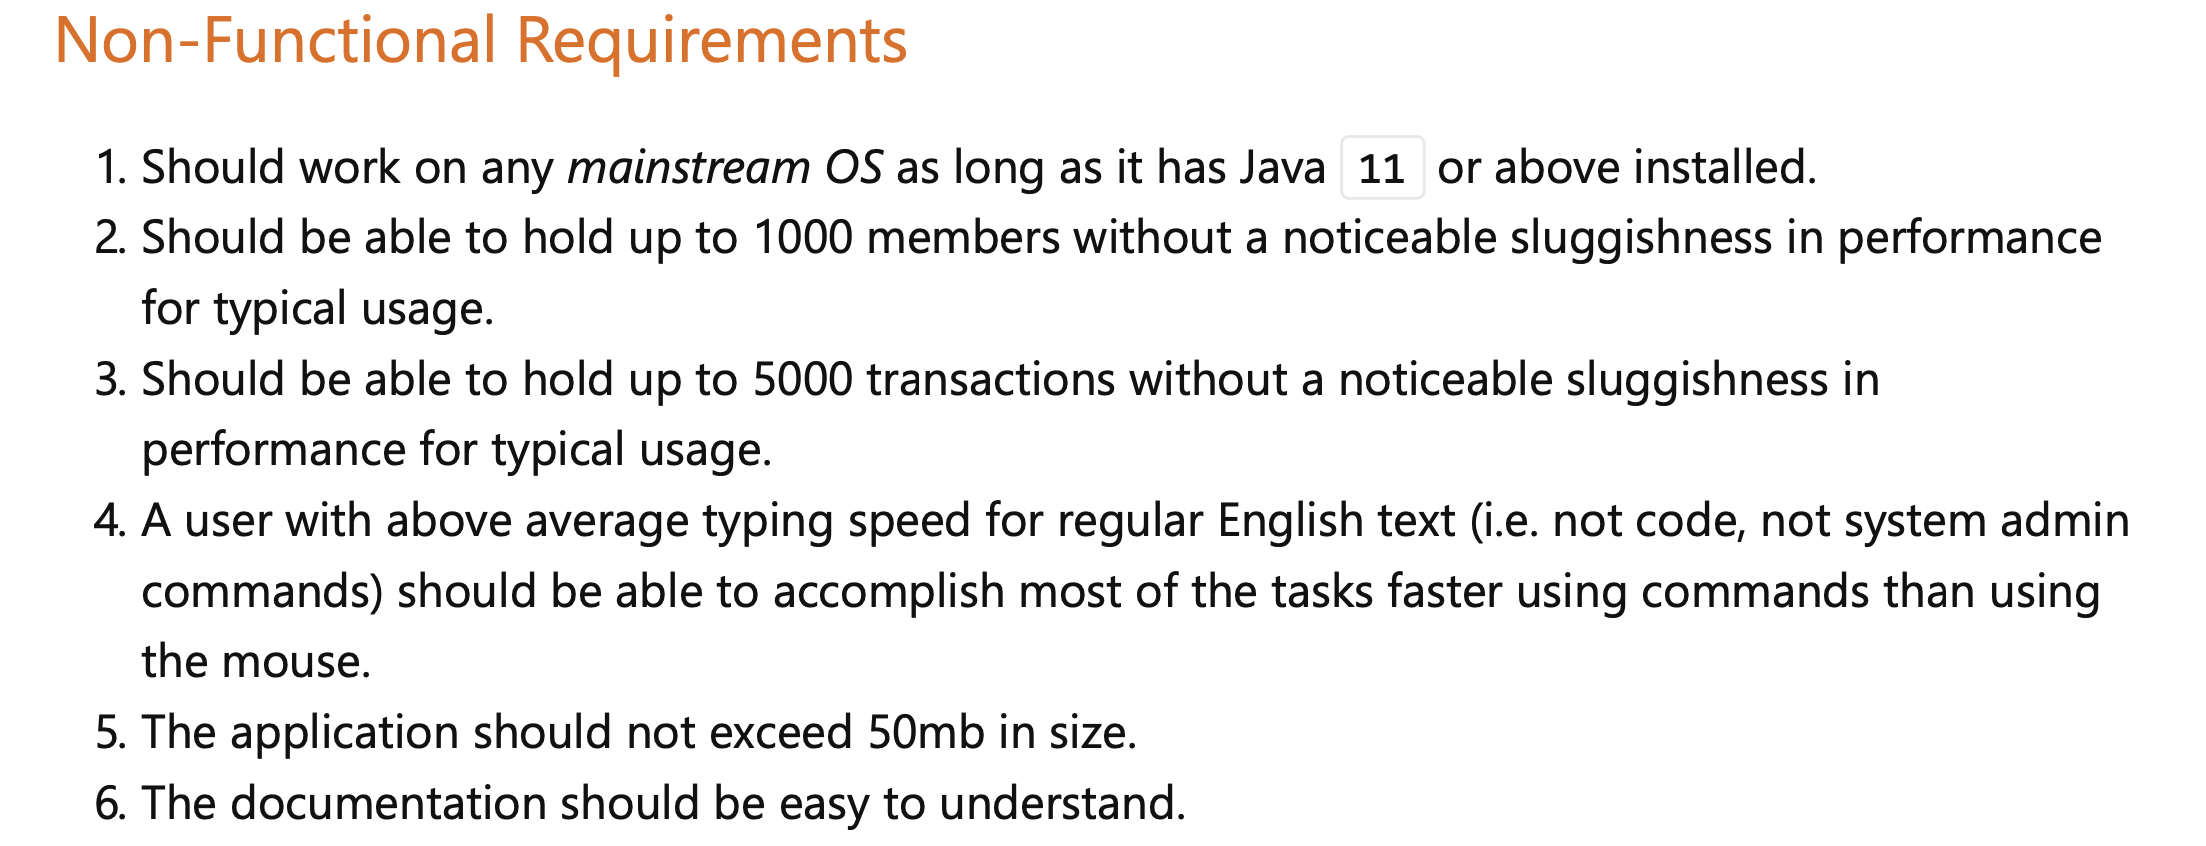 Non-Functional Requirements
1. Should work on any mainstream OS as long as it has Java 11 or above installed.
2. Should be able to hold up to 1000 members without a noticeable sluggishness in performance
for typical usage.
3. Should be able to hold up to 5000 transactions without a noticeable sluggishness in
performance for typical usage.
4. A user with above average typing speed for regular English text (i.e. not code, not system admin
commands) should be able to accomplish most of the tasks faster using commands than using
the mouse.
5. The application should not exceed 50mb in size.
6. The documentation should be easy to understand.